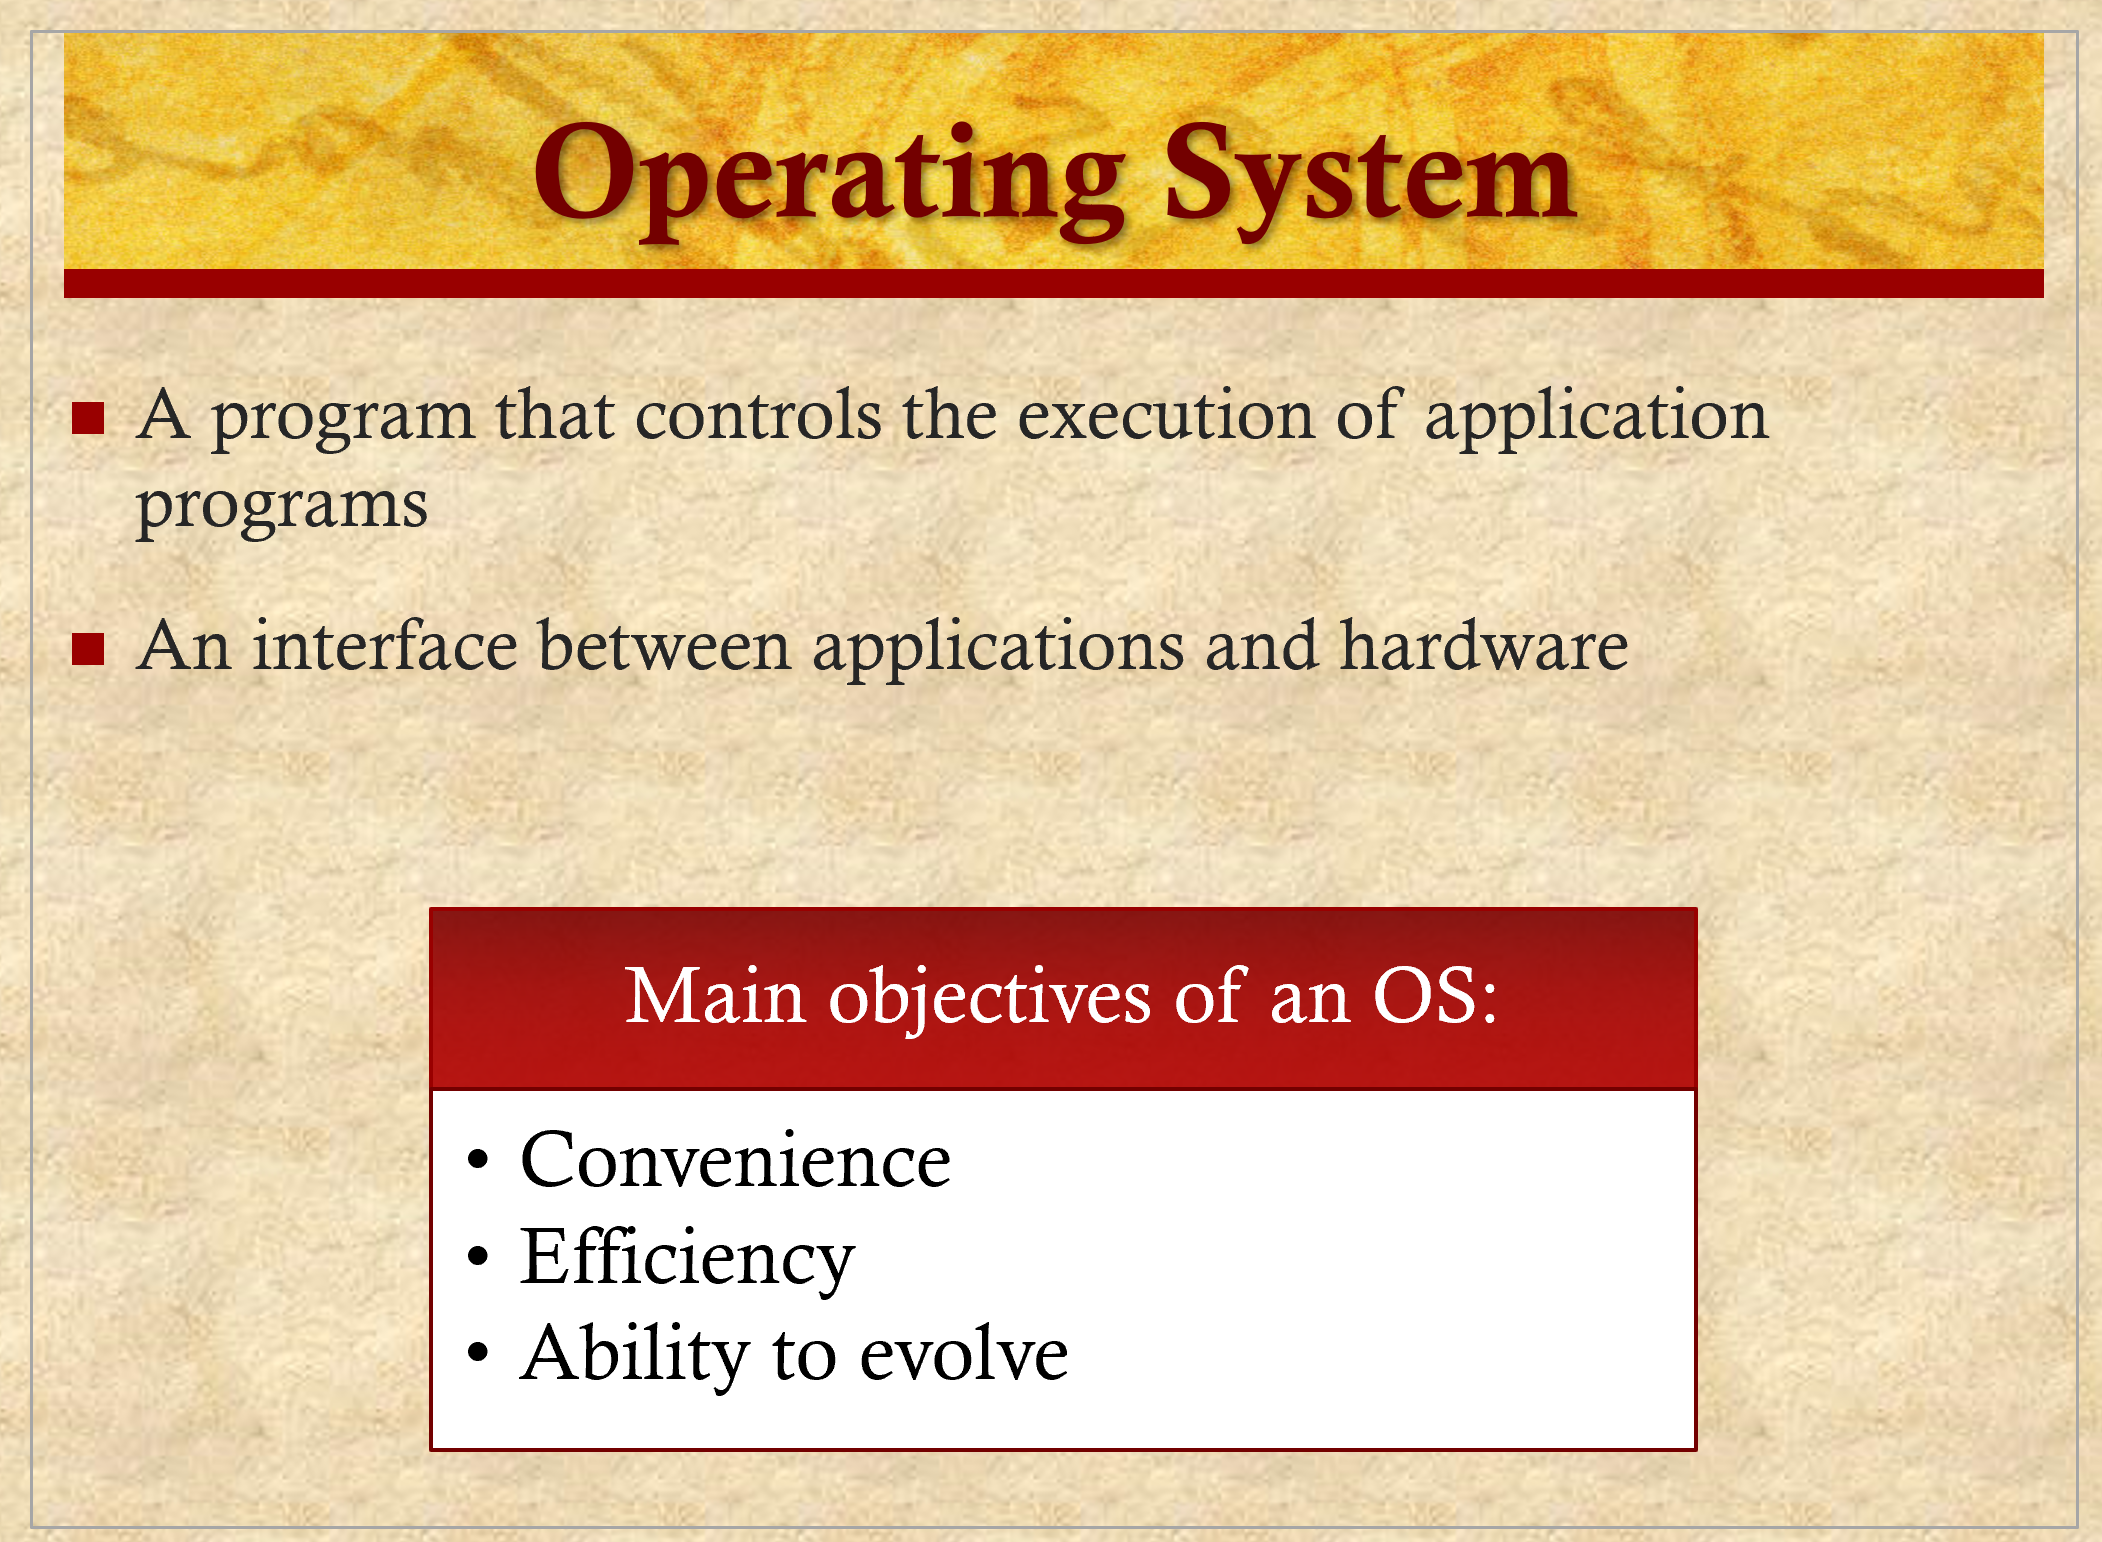 Operating System
■ A program that controls the execution of application
programs
■ An interface between applications and hardware
Main objectives of an OS:
• Convenience
• Efficiency
• Ability to evolve